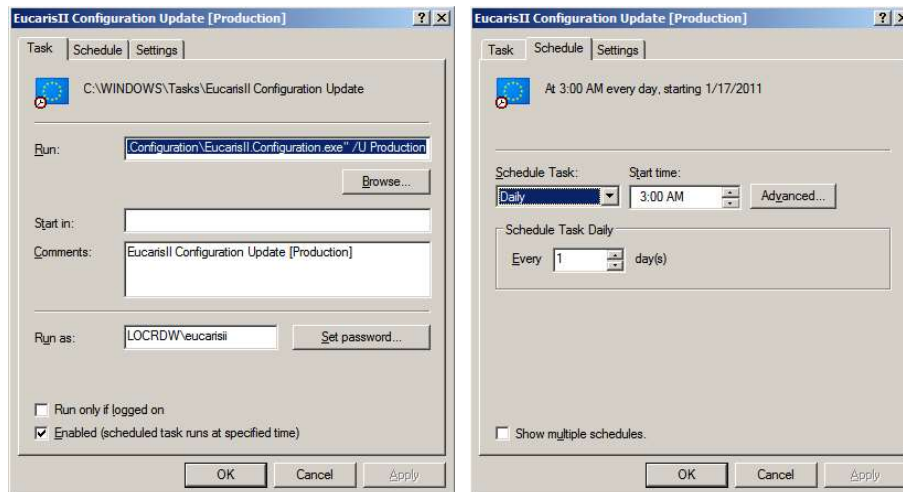 EucarisII Configuration Update [Production]
Task
Schedule
Settings
C:\WINDOWS\Tasks\EucarisII Configuration Update
Run:
.Configuration\EucarisII.Configuration.exe" /U Production
Browse...
Start in:
Comments:
EucarisII Configuration Update [Production]
Run as:
LOCRDW\eucarisii
Set password...
Run only if logged on
Enabled (scheduled task runs at specified time)
OK
Cancel
Apply
EucarisII Configuration Update [Production]
Task
Schedule
Settings
At 3:00 AM every day, starting 1/17/2011
Schedule Task:
Start time:
Daily
3:00 AM
Advanced...
Schedule Task Daily
Every
1
day(s)
Show multiple schedules.
OK
Cancel
Apply